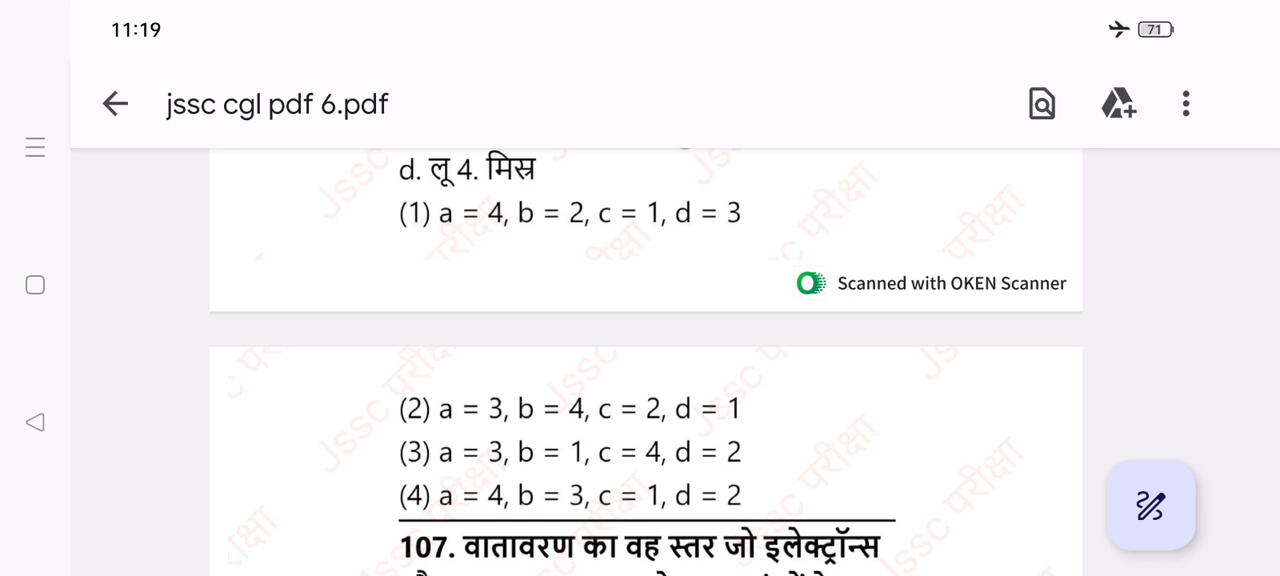 11:19
71
jssc cgl pdf 6.pdf
d. लू 4. मिस्र
(1) a = 4, b = 2, c = 1, d = 3
Scanned with OKEN Scanner
(2) a = 3, b = 4, c = 2, d = 1
(3) a = 3, b = 1, c = 4, d = 2
(4) a = 4, b = 3, c = 1, d = 2
107. वातावरण का वह स्तर जो इलेक्ट्रॉन्स
Jssc परीक्षा